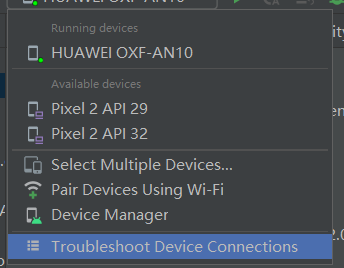 HUAWEI OXF-AN10
Running devices
HUAWEI OXF-AN10
Available devices
Pixel 2 API 29
Pixel 2 API 32
Select Multiple Devices...
Pair Devices Using Wi-Fi
Device Manager
Troubleshoot Device Connections